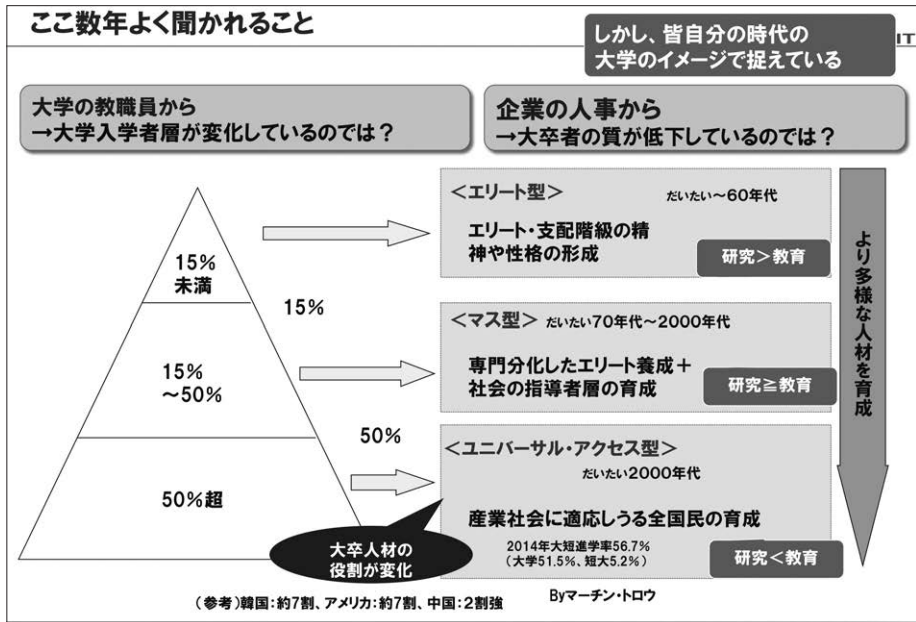 ここ数年よく聞かれること
しかし、皆自分の時代の
大学のイメージで捉えている
IT
大学の教職員から
→大学入学者層が変化しているのでは？
企業の人事から
→大卒者の質が低下しているのでは？
15%
未満
15%
15%
～50%
50%
50%超
＜エリート型＞
だいたい～60年代
エリート・支配階級の精
神や性格の形成
研究＞教育
＜マス型＞ だいたい70年代～2000年代
専門分化したエリート養成＋
社会の指導者層の育成
研究≧教育
＜ユニバーサル・アクセス型＞
だいたい2000年代
産業社会に適応しうる全国民の育成
2014年大短進学率56.7%
（大学51.5%、短大5.2%）
研究＜教育
より多様な人材を育成
大卒人材の
役割が変化
Byマーチン・トロウ
（参考）韓国：約7割、アメリカ：約7割、中国：2割強